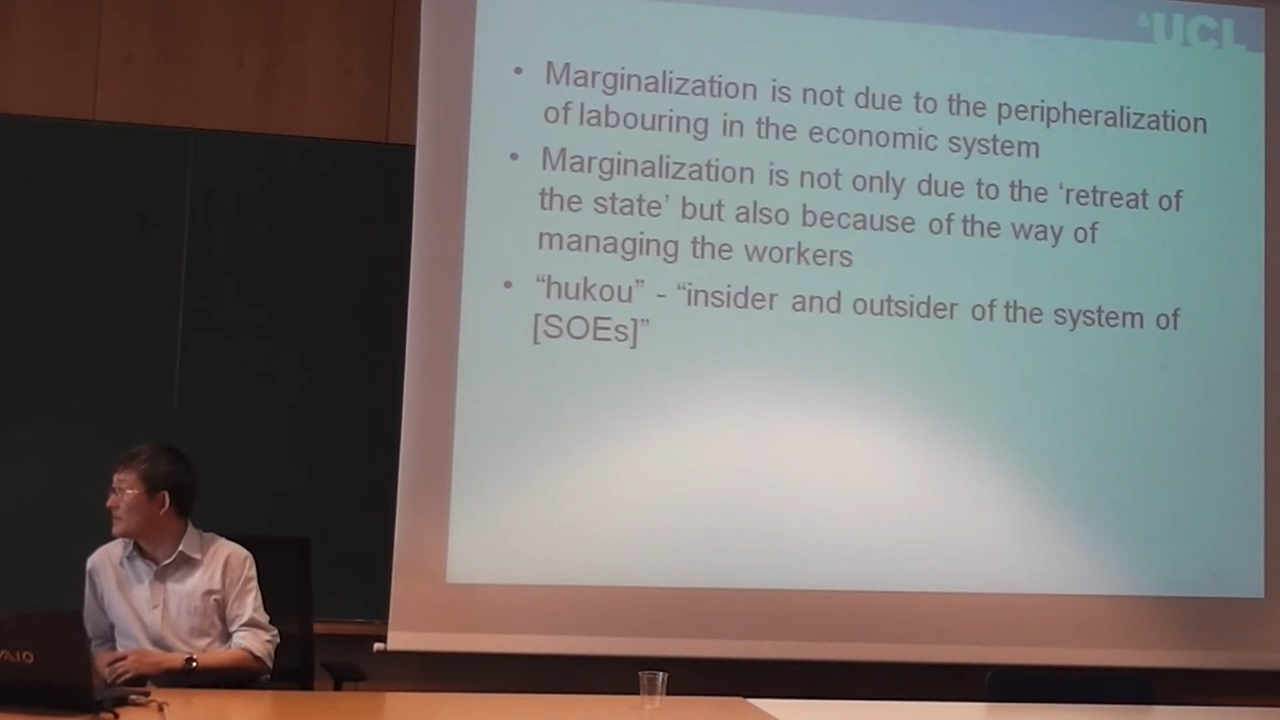 UCL
• Marginalization is not due to the peripheralization
of labouring in the economic system
• Marginalization is not only due to the ‘retreat of
the state’ but also because of the way of
managing the workers
• “hukou” - “insider and outsider of the system of
[SOEs]”
VAIO